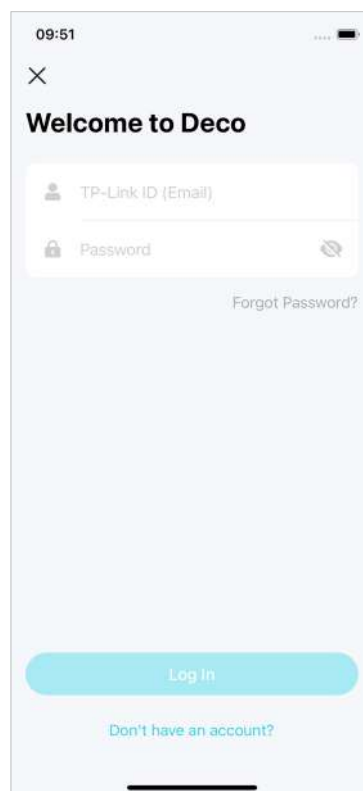 09:51
Welcome to Deco
TP-Link ID (Email)
Password
Forgot Password?
Log In
Don't have an account?